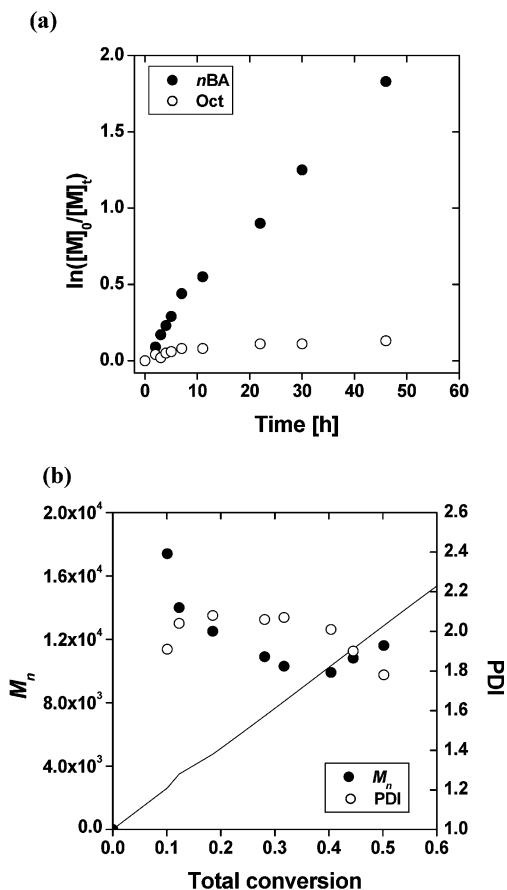 (a)
2.0
1.5
1.0
0.5
0.0
ln([M]0/[M]t)
nBA
Oct
0 10 20 30 40 50 60
Time [h]
(b)
2.0x10^4
1.6x10^4
1.2x10^4
8.0x10^3
4.0x10^3
0.0
Mn
2.6
2.4
2.2
2.0
1.8
1.6
1.4
1.2
1.0
PDI
Mn
PDI
0.0 0.1 0.2 0.3 0.4 0.5 0.6
Total conversion